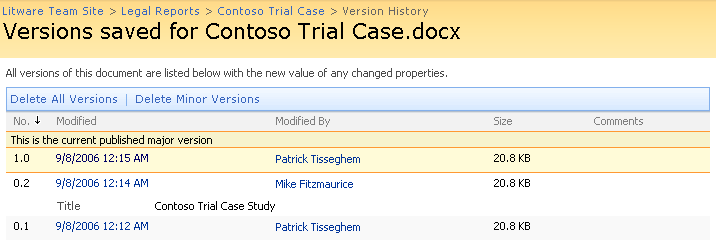 Litware Team Site > Legal Reports > Contoso Trial Case > Version History
Versions saved for Contoso Trial Case.docx
All versions of this document are listed below with the new value of any changed properties.
Delete All Versions | Delete Minor Versions
No. ↓ Modified Modified By Size Comments
This is the current published major version
1.0 9/8/2006 12:15 AM Patrick Tisseghem 20.8 KB
0.2 9/8/2006 12:14 AM Mike Fitzmaurice 20.8 KB
Title Contoso Trial Case Study
0.1 9/8/2006 12:12 AM Patrick Tisseghem 20.8 KB